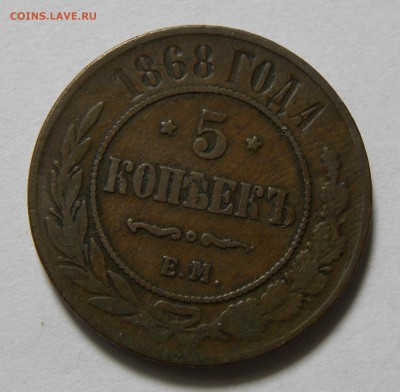 COINS.LAVE.RU
1868 ГОДА
* 5 *
КОПѢЕКЪ
Е.М.